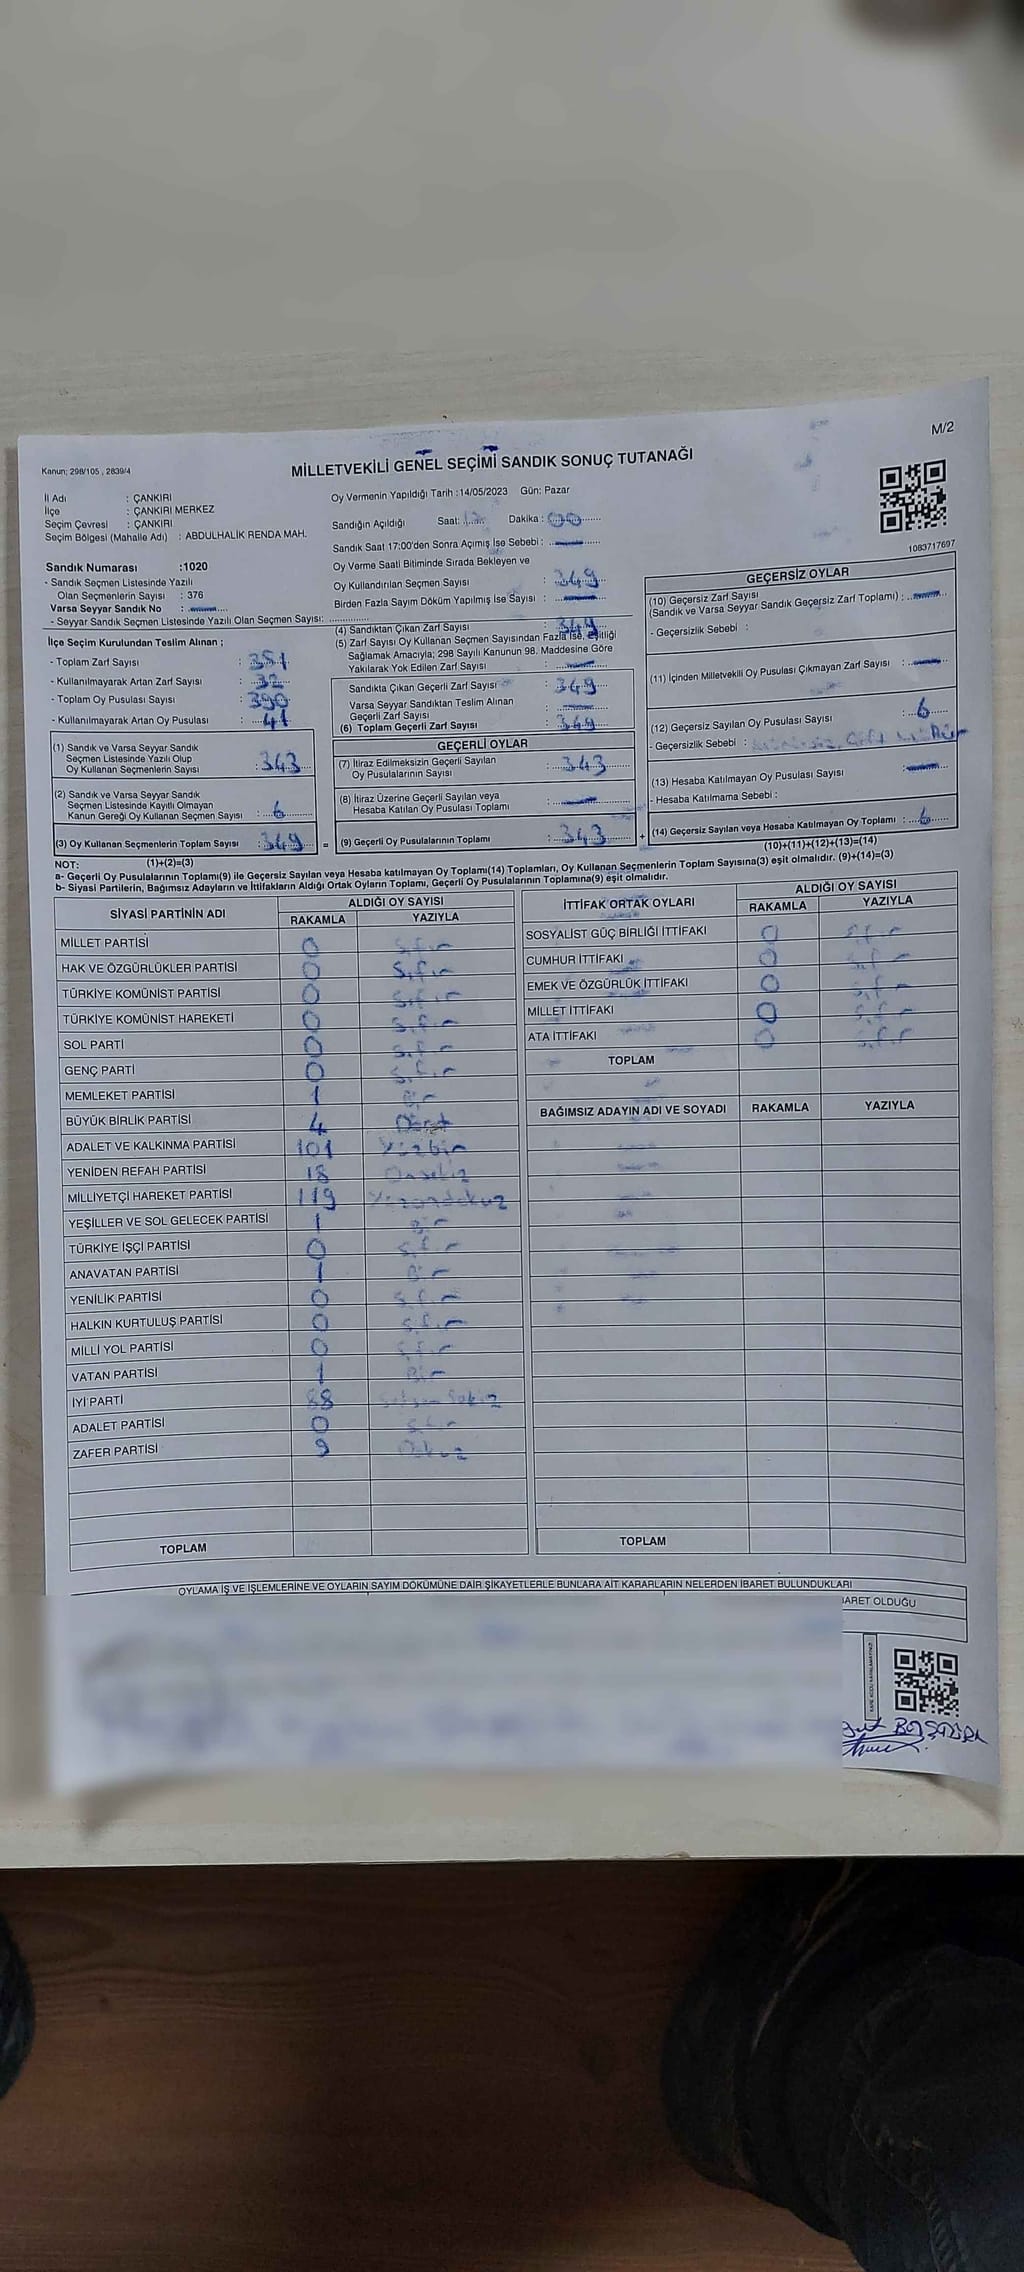 M/2
Kanun; 298/105 , 2839/4
MİLLETVEKİLİ GENEL SEÇİMİ SANDIK SONUÇ TUTANAĞI
İl Adı : ÇANKIRI
İlçe : ÇANKIRI MERKEZ
Seçim Çevresi : ÇANKIRI
Seçim Bölgesi (Mahalle Adı) : ABDULHALİK RENDA MAH.
Oy Vermenin Yapıldığı Tarih :14/05/2023 Gün: Pazar
Sandığın Açıldığı Saat: Dakika : 00
Sandık Saat 17:00'den Sonra Açımış İse Sebebi :
Oy Verme Saati Bitiminde Sırada Bekleyen ve
Oy Kullandırılan Seçmen Sayısı : 349
Birden Fazla Sayım Döküm Yapılmış İse Sayısı :
1083717697
Sandık Numarası :1020
- Sandık Seçmen Listesinde Yazılı
Olan Seçmenlerin Sayısı : 376
Varsa Seyyar Sandık No :
- Seyyar Sandık Seçmen Listesinde Yazılı Olan Seçmen Sayısı:
İlçe Seçim Kurulundan Teslim Alınan ;
- Toplam Zarf Sayısı : 351
- Kullanılmayarak Artan Zarf Sayısı : 32
- Toplam Oy Pusulası Sayısı : 390
- Kullanılmayarak Artan Oy Pusulası : 41
(1) Sandık ve Varsa Seyyar Sandık
Seçmen Listesinde Yazılı Olup
Oy Kullanan Seçmenlerin Sayısı : 343
(2) Sandık ve Varsa Seyyar Sandık
Seçmen Listesinde Kayıtlı Olmayan
Kanun Gereği Oy Kullanan Seçmen Sayısı : 6
(3) Oy Kullanan Seçmenlerin Toplam Sayısı : 349 =
(1)+(2)=(3)
(4) Sandıktan Çıkan Zarf Sayısı : 349
(5) Zarf Sayısı Oy Kullanan Seçmen Sayısından Fazla İse, Eşitliği
Sağlamak Amacıyla; 298 Sayılı Kanunun 98. Maddesine Göre
Yakılarak Yok Edilen Zarf Sayısı :
Sandıkta Çıkan Geçerli Zarf Sayısı : 349
Varsa Seyyar Sandıktan Teslim Alınan
Geçerli Zarf Sayısı :
(6) Toplam Geçerli Zarf Sayısı : 349
GEÇERLİ OYLAR
(7) İtiraz Edilmeksizin Geçerli Sayılan
Oy Pusulalarının Sayısı : 343
(8) İtiraz Üzerine Geçerli Sayılan veya
Hesaba Katılan Oy Pusulası Toplamı :
(9) Geçerli Oy Pusulalarının Toplamı : 343 +
GEÇERSİZ OYLAR
(10) Geçersiz Zarf Sayısı
(Sandık ve Varsa Seyyar Sandık Geçersiz Zarf Toplamı) :
- Geçersizlik Sebebi :
(11) İçinden Milletvekili Oy Pusulası Çıkmayan Zarf Sayısı :
(12) Geçersiz Sayılan Oy Pusulası Sayısı : 6
- Geçersizlik Sebebi :
(13) Hesaba Katılmayan Oy Pusulası Sayısı :
- Hesaba Katılmama Sebebi :
(14) Geçersiz Sayılan veya Hesaba Katılmayan Oy Toplamı : 6
(10)+(11)+(12)+(13)=(14)
NOT:
a- Geçerli Oy Pusulalarının Toplamı(9) ile Geçersiz Sayılan veya Hesaba katılmayan Oy Toplamı(14) Toplamları, Oy Kullanan Seçmenlerin Toplam Sayısına(3) eşit olmalıdır. (9)+(14)=(3)
b- Siyasi Partilerin, Bağımsız Adayların ve İttifakların Aldığı Ortak Oyların Toplamı, Geçerli Oy Pusulalarının Toplamına(9) eşit olmalıdır.
SİYASİ PARTİNİN ADI ALDIĞI OY SAYISI
RAKAMLA YAZIYLA
MİLLET PARTİSİ 0 Sıfır
HAK VE ÖZGÜRLÜKLER PARTİSİ 0 Sıfır
TÜRKİYE KOMÜNİST PARTİSİ 0 Sıfır
TÜRKİYE KOMÜNİST HAREKETİ 0 Sıfır
SOL PARTİ 0 Sıfır
GENÇ PARTİ 0 Sıfır
MEMLEKET PARTİSİ 1 Bir
BÜYÜK BİRLİK PARTİSİ 4 Dört
ADALET VE KALKINMA PARTİSİ 101 Yüzbir
YENİDEN REFAH PARTİSİ 18 Onsekiz
MİLLİYETÇİ HAREKET PARTİSİ 119 Yüzondokuz
YEŞİLLER VE SOL GELECEK PARTİSİ 1 Bir
TÜRKİYE İŞÇİ PARTİSİ 0 Sıfır
ANAVATAN PARTİSİ 1 Bir
YENİLİK PARTİSİ 0 Sıfır
HALKIN KURTULUŞ PARTİSİ 0 Sıfır
MİLLİ YOL PARTİSİ 0 Sıfır
VATAN PARTİSİ 1 Bir
İYİ PARTİ 88 Seksen Sekiz
ADALET PARTİSİ 0 Sıfır
ZAFER PARTİSİ 9 Dokuz
TOPLAM
İTTİFAK ORTAK OYLARI ALDIĞI OY SAYISI
RAKAMLA YAZIYLA
SOSYALİST GÜÇ BİRLİĞİ İTTİFAKI 0 Sıfır
CUMHUR İTTİFAKI 0 Sıfır
EMEK VE ÖZGÜRLÜK İTTİFAKI 0 Sıfır
MİLLET İTTİFAKI 0 Sıfır
ATA İTTİFAKI 0 Sıfır
TOPLAM
BAĞIMSIZ ADAYIN ADI VE SOYADI RAKAMLA YAZIYLA
TOPLAM
OYLAMA İŞ VE İŞLEMLERİNE VE OYLARIN SAYIM DÖKÜMÜNE DAİR ŞİKAYETLERLE BUNLARA AİT KARARLARIN NELERDEN İBARET BULUNDUKLARI
İBARET OLDUĞU